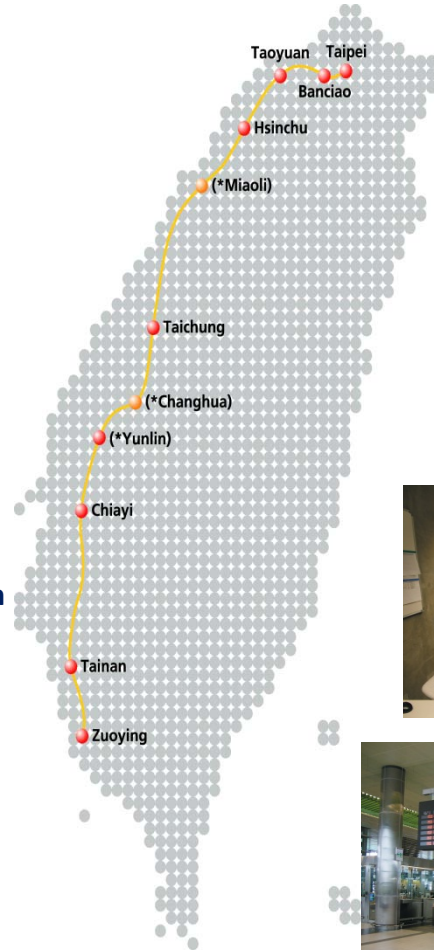 Taoyuan
Taipei
Banciao
Hsinchu
(*Miaoli)
Taichung
(*Changhua)
(*Yunlin)
Chiayi
Tainan
Zuoying